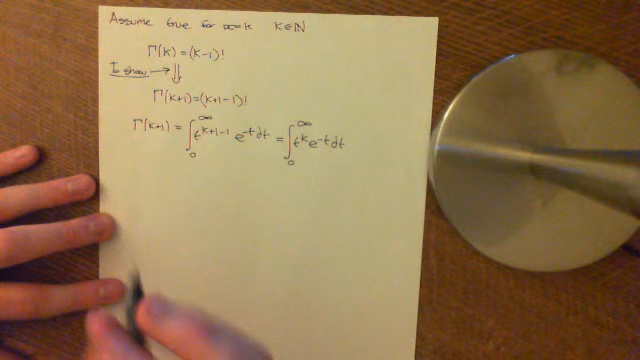 Assume true for x=k k∈ℕ
Γ(k)=(k-1)!
To show → ⇓
Γ(k+1)=(k+1-1)!
Γ(k+1) = ∫₀^∞ t^{k+1-1} e^{-t} dt = ∫₀^∞ t^k e^{-t} dt